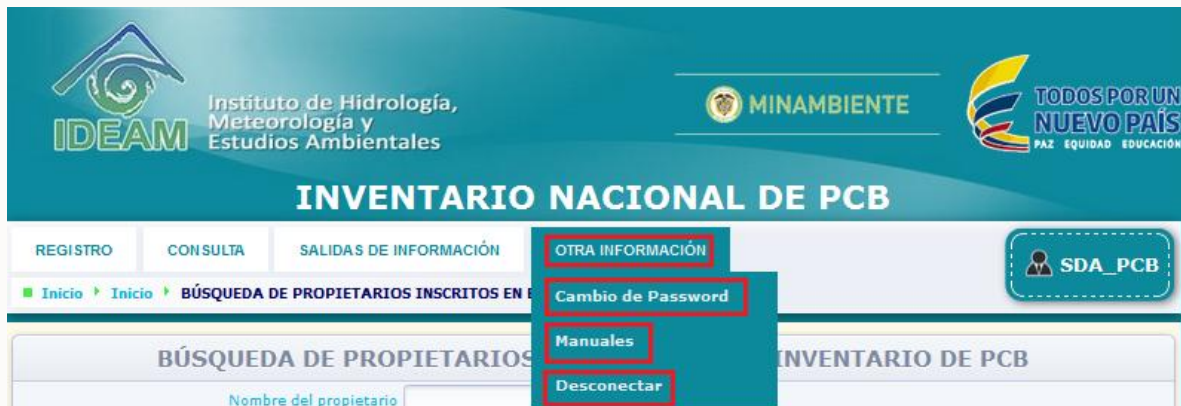 IDEAM
Instituto de Hidrología,
Meteorología y
Estudios Ambientales
MINAMBIENTE
TODOS POR UN
NUEVO PAÍS
PAZ EQUIDAD EDUCACIÓN
INVENTARIO NACIONAL DE PCB
REGISTRO CONSULTA SALIDAS DE INFORMACIÓN OTRA INFORMACIÓN
SDA_PCB
Inicio Inicio BÚSQUEDA DE PROPIETARIOS INSCRITOS EN
Cambio de Password
Manuales
BÚSQUEDA DE PROPIETARIOS INVENTARIO DE PCB
Desconectar
Nombre del propietario